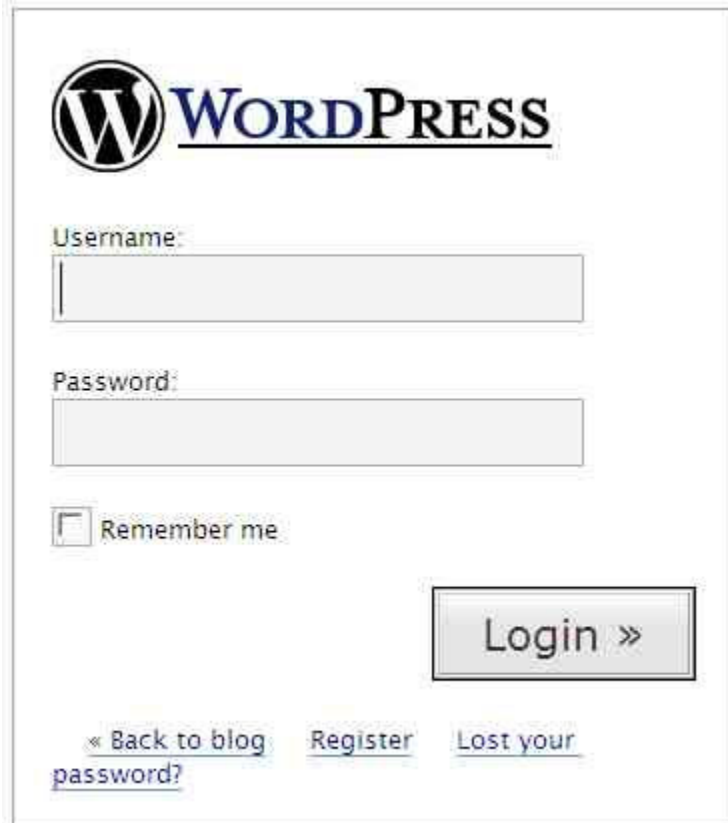 WORDPRESS
Username:
Password:
Remember me
Login »
« Back to blog Register Lost your
password?